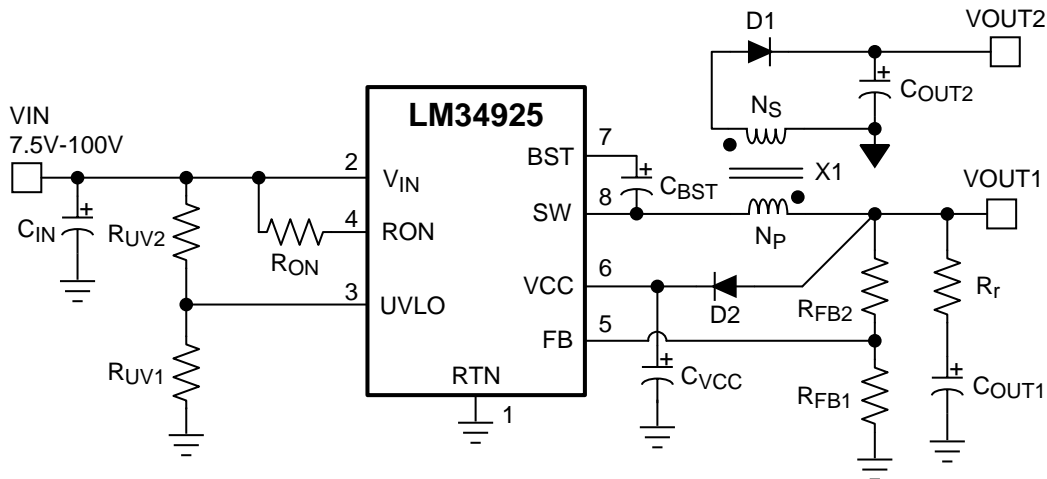 VOUT2
D1
COUT2
NS
LM34925
VIN
7.5V-100V
7
BST
X1
2
VIN
CBST
VOUT1
8
SW
4
RON
CIN
RUV2
RON
NP
6
VCC
Rr
3
UVLO
D2
RFB2
5
FB
RUV1
RTN
CVCC
RFB1
COUT1
1
+
+
+
+
+